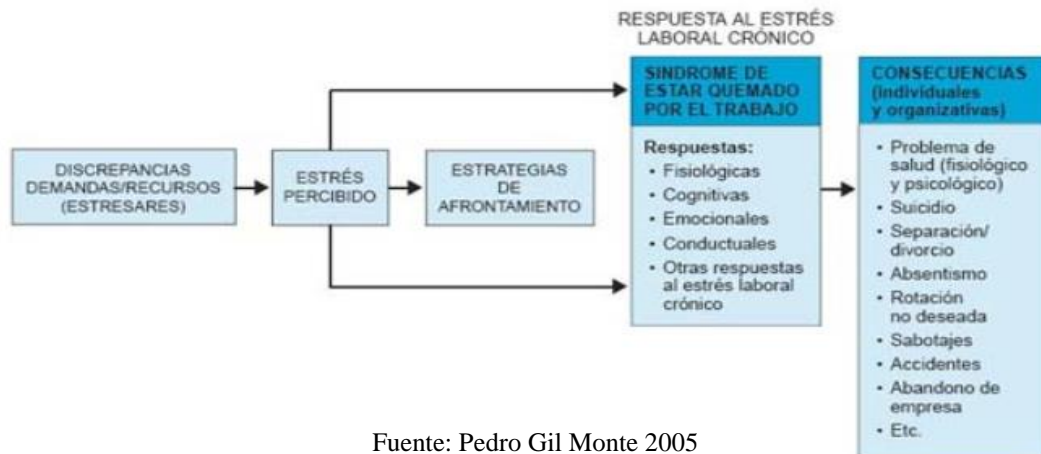 RESPUESTA AL ESTRÉS
LABORAL CRÓNICO
DISCREPANCIAS
DEMANDAS/RECURSOS
(ESTRESARES)
ESTRÉS
PERCIBIDO
ESTRATEGIAS
DE
AFRONTAMIENTO
SINDROME DE
ESTAR QUEMADO
POR EL TRABAJO
Respuestas:
• Fisiológicas
• Cognitivas
• Emocionales
• Conductuales
• Otras respuestas
al estrés laboral
crónico
CONSECUENCIAS
(individuales
y organizativas)
• Problema de
salud (fisiológico
y psicológico)
• Suicidio
• Separación/
divorcio
• Absentismo
• Rotación
no deseada
• Sabotajes
• Accidentes
• Abandono de
empresa
• Etc.
Fuente: Pedro Gil Monte 2005